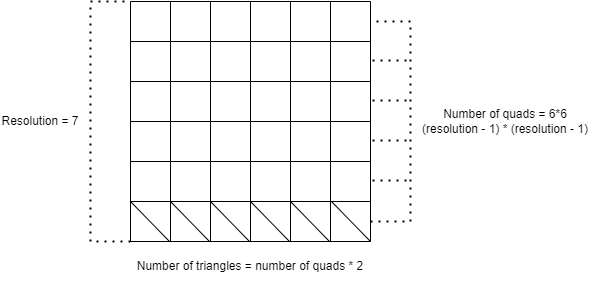 Resolution = 7
Number of quads = 6*6
(resolution - 1) * (resolution - 1)
Number of triangles = number of quads * 2